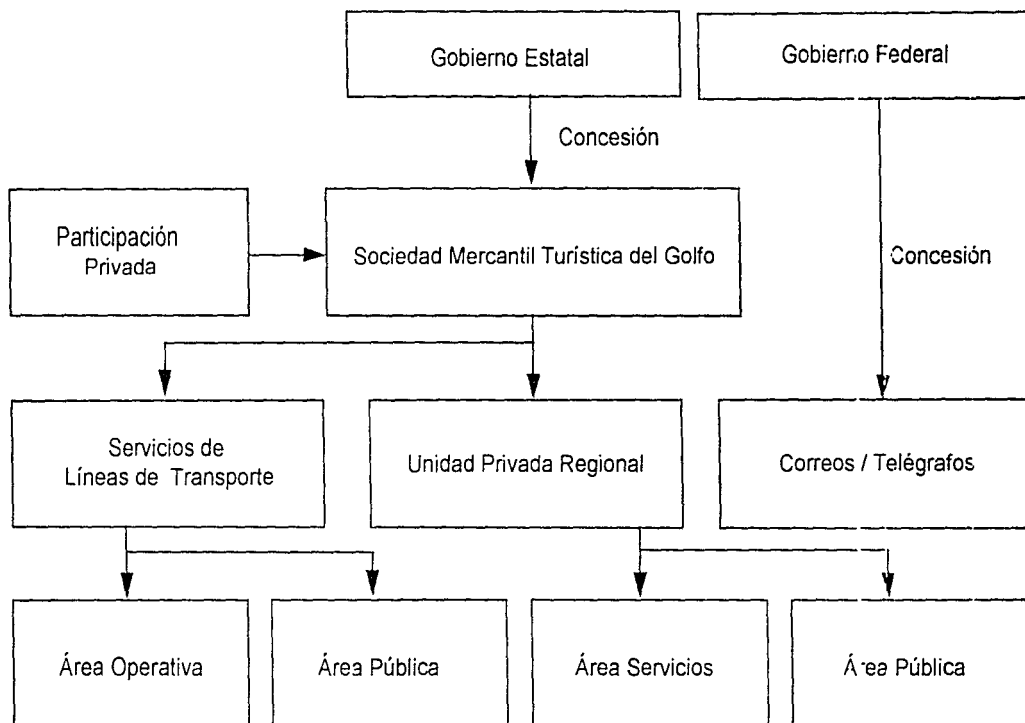 Gobierno Estatal
Gobierno Federal
Concesión
Participación
Privada
Sociedad Mercantil Turística del Golfo
Concesión
Servicios de
Líneas de Transporte
Unidad Privada Regional
Correos / Telégrafos
Área Operativa
Área Pública
Área Servicios
Área Pública